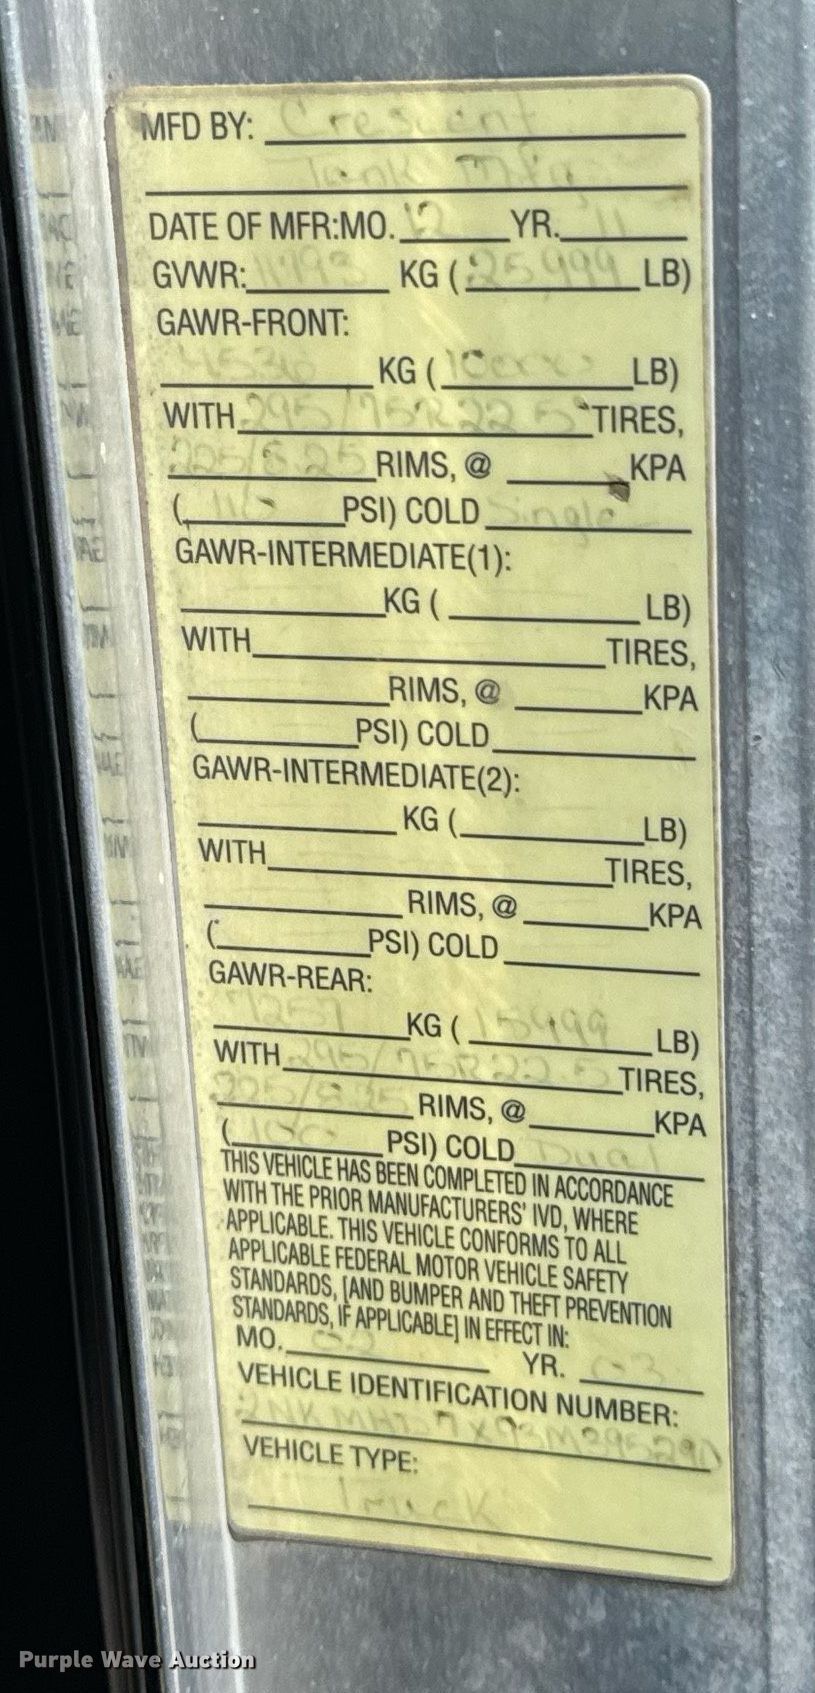 MFD BY: Crescent
Tank Mfg
DATE OF MFR:MO. 12 YR. 11
GVWR: 11793 KG ( 25,999 LB)
GAWR-FRONT:
4536 KG ( LB)
WITH 295/75R22.5 TIRES,
225/8.25 RIMS, @ KPA
( 110 PSI) COLD Single
GAWR-INTERMEDIATE(1):
KG ( LB)
WITH TIRES,
RIMS, @ KPA
( PSI) COLD
GAWR-INTERMEDIATE(2):
KG ( LB)
WITH TIRES,
RIMS, @ KPA
( PSI) COLD
GAWR-REAR:
7257 KG ( 15999 LB)
WITH 295/75R22.5 TIRES,
225/8.25 RIMS, @ KPA
( 100 PSI) COLD Dual
THIS VEHICLE HAS BEEN COMPLETED IN ACCORDANCE
WITH THE PRIOR MANUFACTURERS' IVD, WHERE
APPLICABLE. THIS VEHICLE CONFORMS TO ALL
APPLICABLE FEDERAL MOTOR VEHICLE SAFETY
STANDARDS, [AND BUMPER AND THEFT PREVENTION
STANDARDS, IF APPLICABLE] IN EFFECT IN:
MO. YR. 03
VEHICLE IDENTIFICATION NUMBER:
VEHICLE TYPE:
Truck
Purple Wave Auction